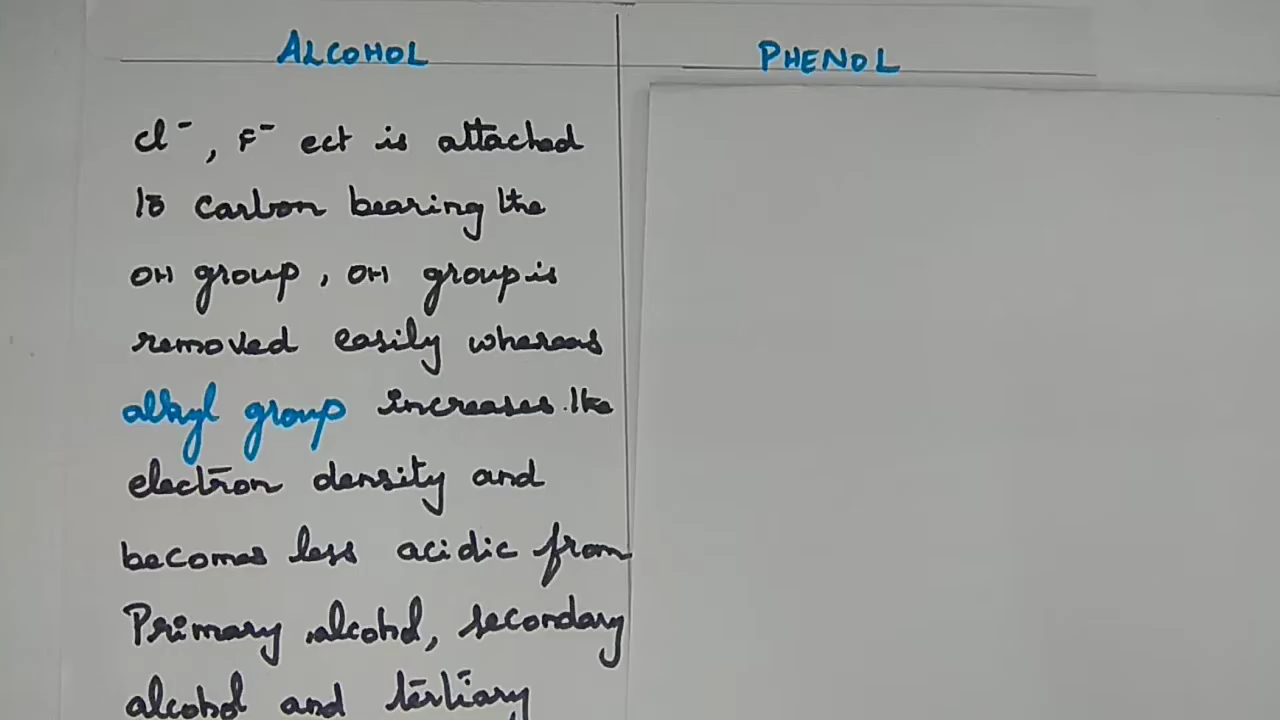 ALCOHOL
PHENOL
Cl⁻, F⁻ ect is attached
to carbon bearing the
OH group, OH group is
removed easily whereas
alkyl group increases the
electron density and
becomes less acidic from
Primary alcohol, secondary
alcohol and tertiary